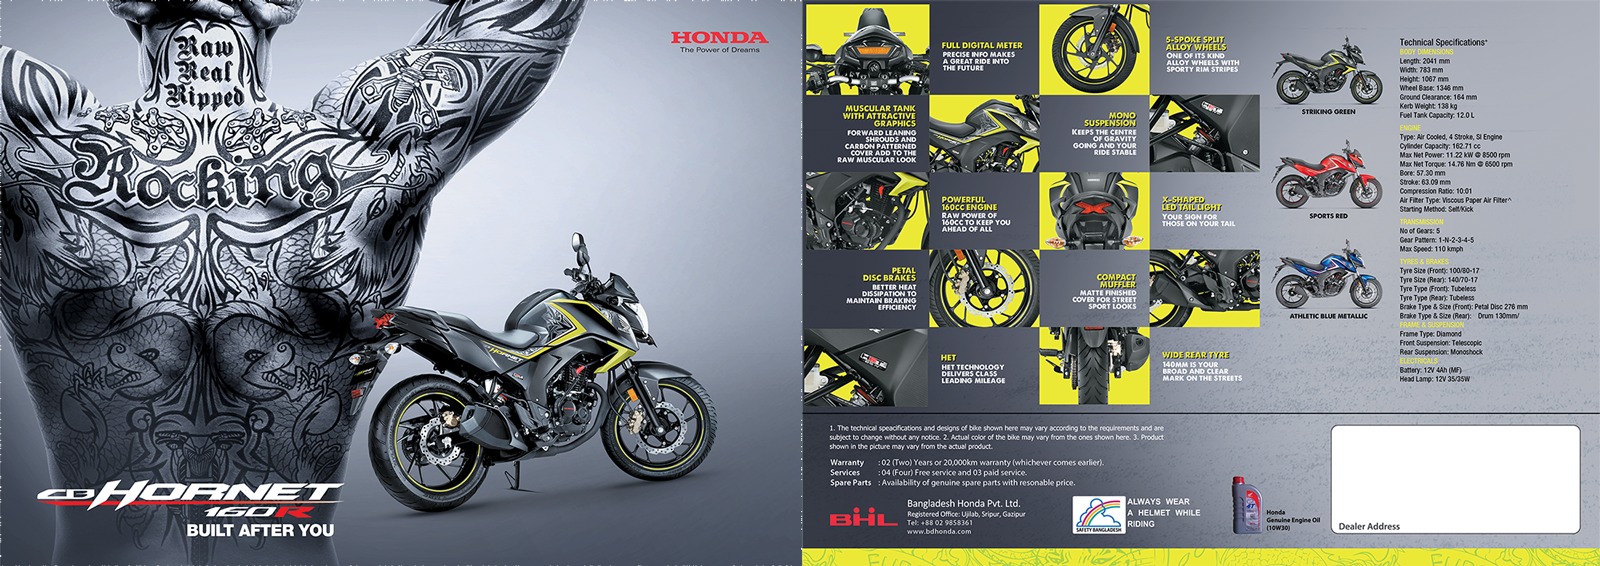 Raw
Real
Ripped
Rocking
HONDA
The Power of Dreams
HORNET
CB HORNET
160R
BUILT AFTER YOU
FULL DIGITAL METER
PRECISE INFO MAKES
A GREAT RIDE INTO
THE FUTURE
5-SPOKE SPLIT
ALLOY WHEELS
ONE OF ITS KIND
ALLOY WHEELS WITH
SPORTY RIM STRIPES
MUSCULAR TANK
WITH ATTRACTIVE
GRAPHICS
FORWARD LEANING
SHROUDS AND
CARBON PATTERNED
COVER ADD TO THE
RAW MUSCULAR LOOK
MONO
SUSPENSION
KEEPS THE CENTRE
OF GRAVITY
GOING AND YOUR
RIDE STABLE
POWERFUL
160CC ENGINE
RAW POWER OF
160CC TO KEEP YOU
AHEAD OF ALL
X-SHAPED
LED TAIL LIGHT
YOUR SIGN FOR
THOSE ON YOUR TAIL
PETAL
DISC BRAKES
BETTER HEAT
DISSIPATION TO
MAINTAIN BRAKING
EFFICIENCY
COMPACT
MUFFLER
MATTE FINISHED
COVER FOR STREET
SPORT LOOKS
HET
HET TECHNOLOGY
DELIVERS CLASS
LEADING MILEAGE
WIDE REAR TYRE
140MM IS YOUR
BROAD AND CLEAR
MARK ON THE STREETS
STRIKING GREEN
SPORTS RED
ATHLETIC BLUE METALLIC
Technical Specifications*
BODY DIMENSIONS
Length: 2041 mm
Width: 783 mm
Height: 1067 mm
Wheel Base: 1346 mm
Ground Clearance: 164 mm
Kerb Weight: 138 kg
Fuel Tank Capacity: 12.0 L
ENGINE
Type: Air Cooled, 4 Stroke, SI Engine
Cylinder Capacity: 162.71 cc
Max Net Power: 11.22 kW @ 8500 rpm
Max Net Torque: 14.76 Nm @ 6500 rpm
Bore: 57.30 mm
Stroke: 63.09 mm
Compression Ratio: 10:01
Air Filter Type: Viscous Paper Air Filter^
Starting Method: Self/Kick
TRANSMISSION
No of Gears: 5
Gear Pattern: 1-N-2-3-4-5
Max Speed: 110 kmph
TYRES & BRAKES
Tyre Size (Front): 100/80-17
Tyre Size (Rear): 140/70-17
Tyre Type (Front): Tubeless
Tyre Type (Rear): Tubeless
Brake Type & Size (Front): Petal Disc 276 mm
Brake Type & Size (Rear): Drum 130mm/
FRAME & SUSPENSION
Frame Type: Diamond
Front Suspension: Telescopic
Rear Suspension: Monoshock
ELECTRICALS
Battery: 12V 4Ah (MF)
Head Lamp: 12V 35/35W
1. The technical speacifications and designs of bike shown here may vary according to the requirements and are
subject to change without any notice. 2. Actual color of the bike may vary from the ones shown here. 3. Product
shown in the picture may vary from the actual product.
Warranty : 02 (Two) Years or 20,000km warranty (whichever comes earlier).
Services : 04 (Four) Free service and 03 paid service.
Spare Parts : Availability of genuine spare parts with resonable price.
BHL
Bangladesh Honda Pvt. Ltd.
Registered Office: Ujilab, Sripur, Gazipur
Tel: +88 02 9858361
www.bdhonda.com
SAFETY BANGLADESH
ALWAYS WEAR
A HELMET WHILE
RIDING
Honda
Genuine Engine Oil
(10W30)
Dealer Address